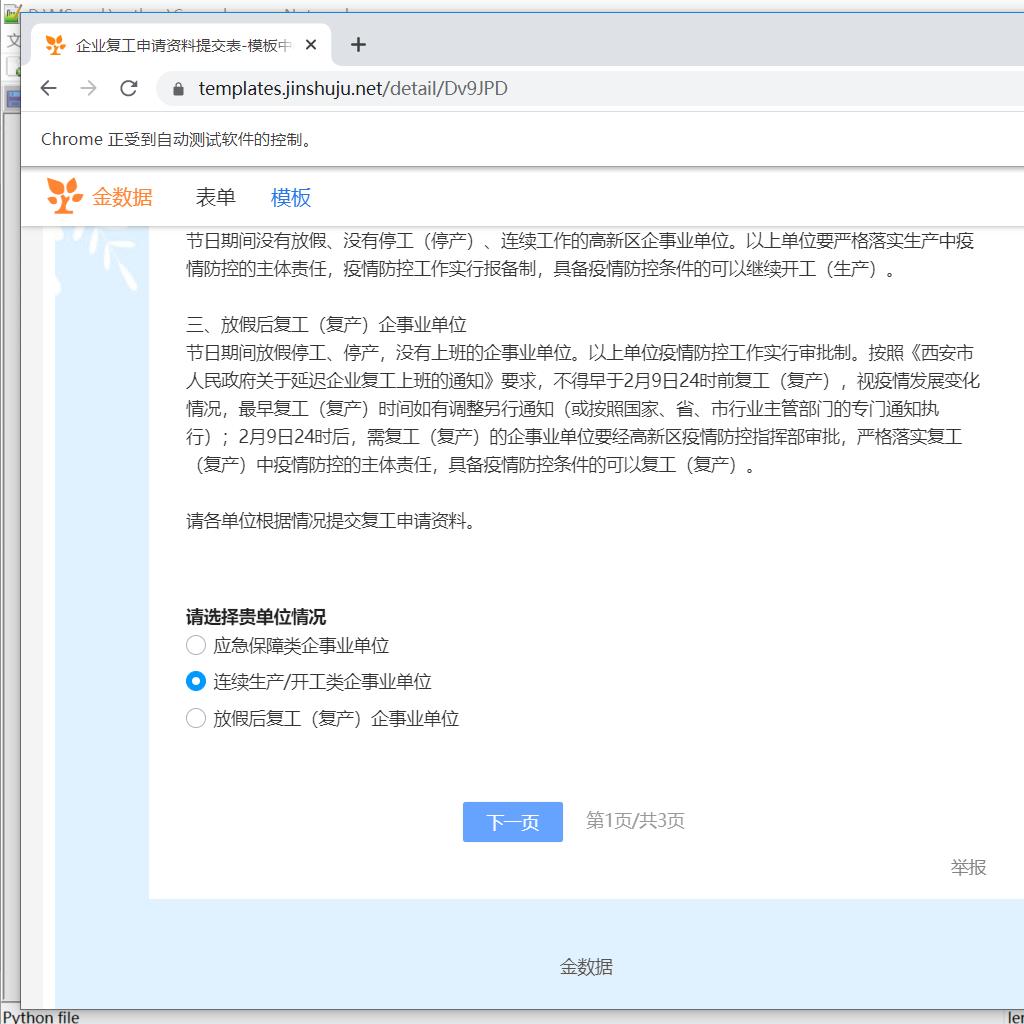 企业复工申请资料提交表-模板中
templates.jinshuju.net/detail/Dv9JPD
Chrome 正受到自动测试软件的控制。
金数据 表单 模板
节日期间没有放假、没有停工（停产）、连续工作的高新区企事业单位。以上单位要严格落实生产中疫
情防控的主体责任，疫情防控工作实行报备制，具备疫情防控条件的可以继续开工（生产）。
三、放假后复工（复产）企事业单位
节日期间放假停工、停产，没有上班的企事业单位。以上单位疫情防控工作实行审批制。按照《西安市
人民政府关于延迟企业复工上班的通知》要求，不得早于2月9日24时前复工（复产），视疫情发展变化
情况，最早复工（复产）时间如有调整另行通知（或按照国家、省、市行业主管部门的专门通知执
行）；2月9日24时后，需复工（复产）的企事业单位要经高新区疫情防控指挥部审批，严格落实复工
（复产）中疫情防控的主体责任，具备疫情防控条件的可以复工（复产）。
请各单位根据情况提交复工申请资料。
请选择贵单位情况
应急保障类企事业单位
连续生产/开工类企事业单位
放假后复工（复产）企事业单位
下一页 第1页/共3页
举报
金数据
Python file